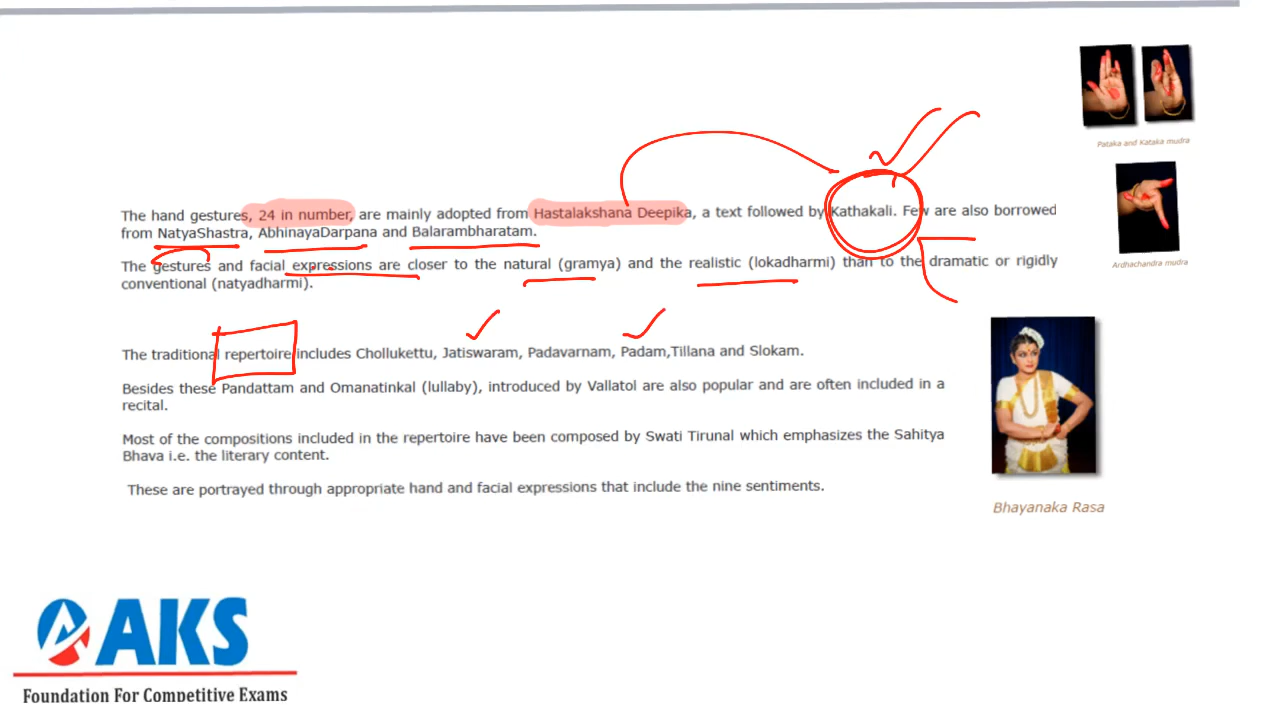 Pataka and Kataka mudra
The hand gestures, 24 in number, are mainly adopted from Hastalakshana Deepika, a text followed by Kathakali. Few are also borrowed
from NatyaShastra, AbhinayaDarpana and Balarambharatam.
Ardhachandra mudra
The gestures and facial expressions are closer to the natural (gramya) and the realistic (lokadharmi) than to the dramatic or rigidly
conventional (natyadharmi).
The traditional repertoire includes Chollukettu, Jatiswaram, Padavarnam, Padam,Tillana and Slokam.
Besides these Pandattam and Omanatinkal (lullaby), introduced by Vallatol are also popular and are often included in a
recital.
Most of the compositions included in the repertoire have been composed by Swati Tirunal which emphasizes the Sahitya
Bhava i.e. the literary content.
These are portrayed through appropriate hand and facial expressions that include the nine sentiments.
Bhayanaka Rasa
AKS
Foundation For Competitive Exams